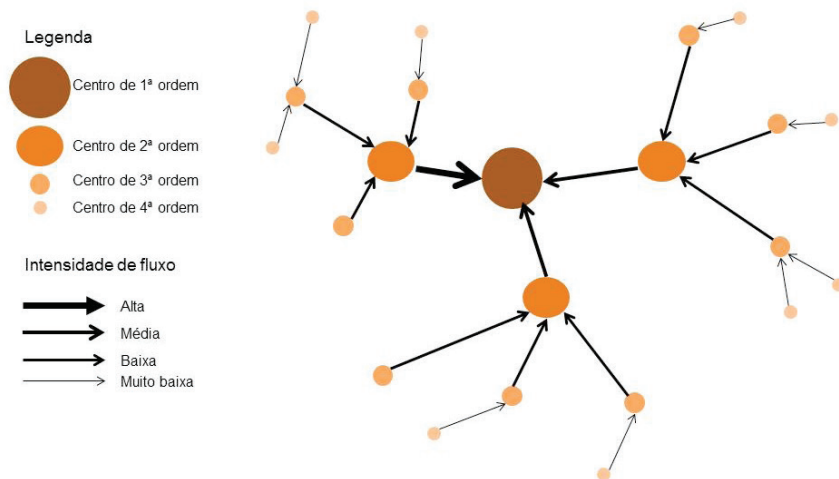 Legenda
Centro de 1ª ordem
Centro de 2ª ordem
Centro de 3ª ordem
Centro de 4ª ordem
Intensidade de fluxo
Alta
Média
Baixa
Muito baixa